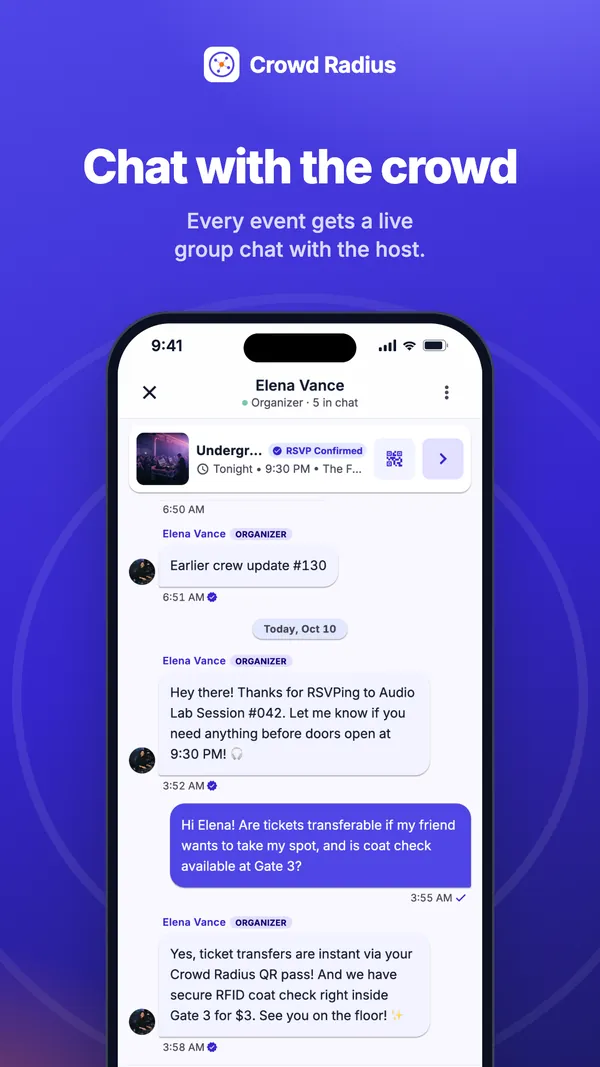 Crowd Radius
Chat with the crowd
Every event gets a live
group chat with the host.
9:41
Elena Vance
Organizer · 5 in chat
Undergr... RSVP Confirmed
Tonight • 9:30 PM • The F...
6:50 AM
Elena Vance ORGANIZER
Earlier crew update #130
6:51 AM
Today, Oct 10
Elena Vance ORGANIZER
Hey there! Thanks for RSVPing to Audio
Lab Session #042. Let me know if you
need anything before doors open at
9:30 PM! 🎧
3:52 AM
Hi Elena! Are tickets transferable if my friend
wants to take my spot, and is coat check
available at Gate 3?
3:55 AM
Elena Vance ORGANIZER
Yes, ticket transfers are instant via your
Crowd Radius QR pass! And we have
secure RFID coat check right inside
Gate 3 for $3. See you on the floor! ✨
3:58 AM